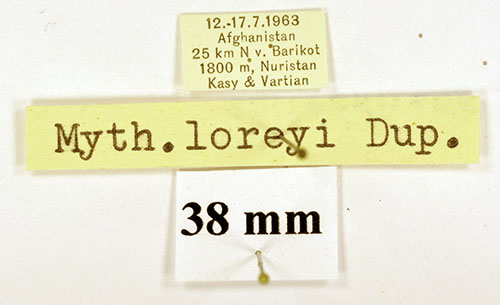 12.-17.7.1963
Afghanistan
25 km N v. Barikot
1800 m, Nuristan
Kasy & Vartian
Myth. loreyi Dup.
38 mm